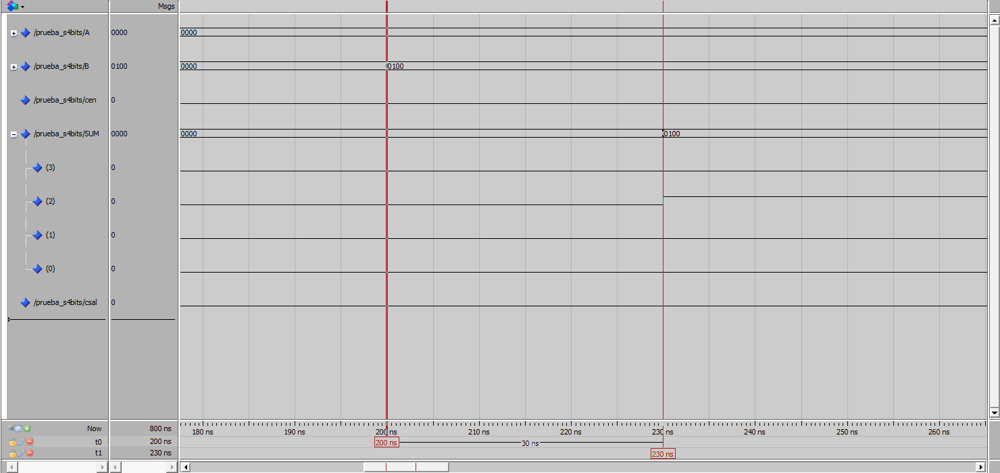 Msgs
/prueba_s4bits/A 0000 0000
/prueba_s4bits/B 0100 0000 0100
/prueba_s4bits/cen 0
/prueba_s4bits/SUM 0000 0000 0100
(3) 0
(2) 0
(1) 0
(0) 0
/prueba_s4bits/csal 0
Now 800 ns 180 ns 190 ns 200 ns 210 ns 220 ns 230 ns 240 ns 250 ns 260 ns
t0 200 ns 200 ns 30 ns
t1 230 ns 230 ns